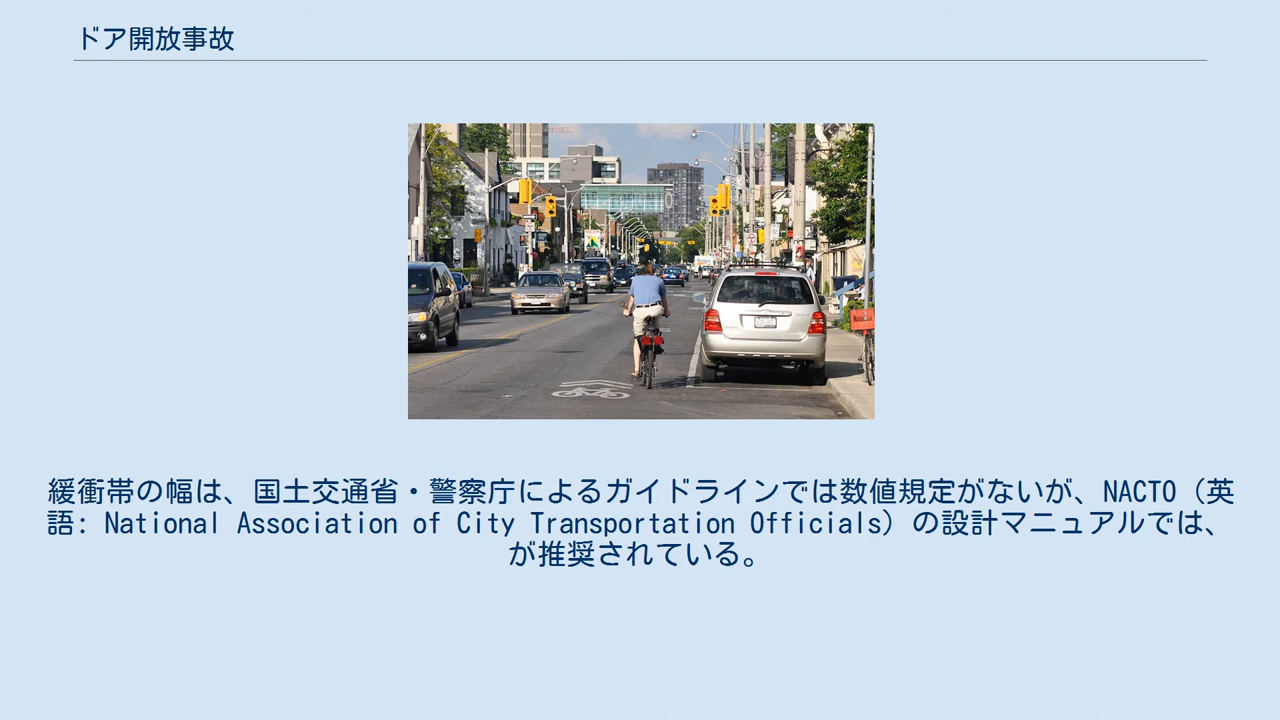 ドア開放事故
緩衝帯の幅は、国土交通省・警察庁によるガイドラインでは数値規定がないが、NACTO（英
語: National Association of City Transportation Officials）の設計マニュアルでは、
が推奨されている。